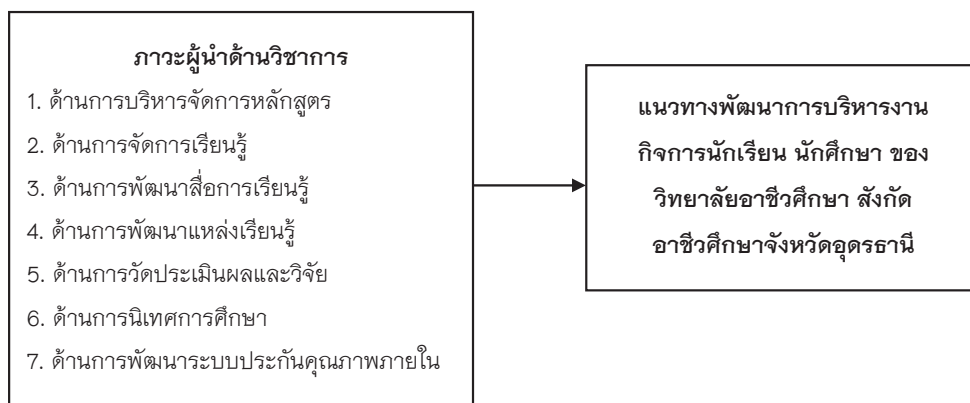 ภาวะผู้นำด้านวิชาการ
1. ด้านการบริหารจัดการหลักสูตร
2. ด้านการจัดการเรียนรู้
3. ด้านการพัฒนาสื่อการเรียนรู้
4. ด้านการพัฒนาแหล่งเรียนรู้
5. ด้านการวัดประเมินผลและวิจัย
6. ด้านการนิเทศการศึกษา
7. ด้านการพัฒนาระบบประกันคุณภาพภายใน
แนวทางพัฒนาการบริหารงาน
กิจการนักเรียน นักศึกษา ของ
วิทยาลัยอาชีวศึกษา สังกัด
อาชีวศึกษาจังหวัดอุดรธานี